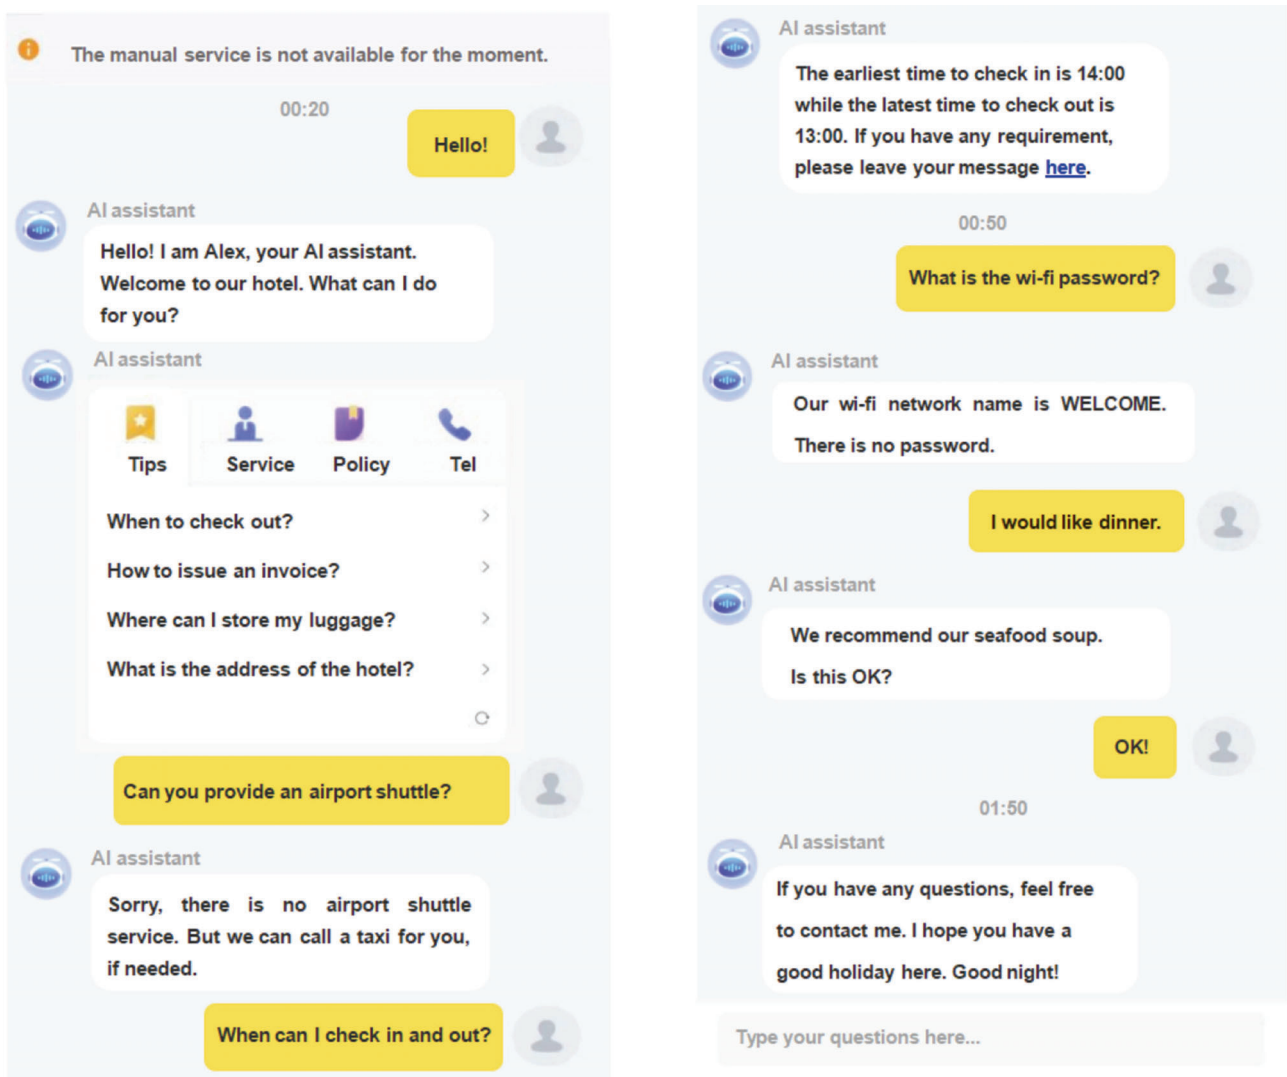 The manual service is not available for the moment.
00:20
Hello!
AI assistant
Hello! I am Alex, your AI assistant.
Welcome to our hotel. What can I do
for you?
AI assistant
Tips Service Policy Tel
When to check out?
How to issue an invoice?
Where can I store my luggage?
What is the address of the hotel?
Can you provide an airport shuttle?
AI assistant
Sorry, there is no airport shuttle
service. But we can call a taxi for you,
if needed.
When can I check in and out?
AI assistant
The earliest time to check in is 14:00
while the latest time to check out is
13:00. If you have any requirement,
please leave your message here.
00:50
What is the wi-fi password?
AI assistant
Our wi-fi network name is WELCOME.
There is no password.
I would like dinner.
AI assistant
We recommend our seafood soup.
Is this OK?
OK!
01:50
AI assistant
If you have any questions, feel free
to contact me. I hope you have a
good holiday here. Good night!
Type your questions here...